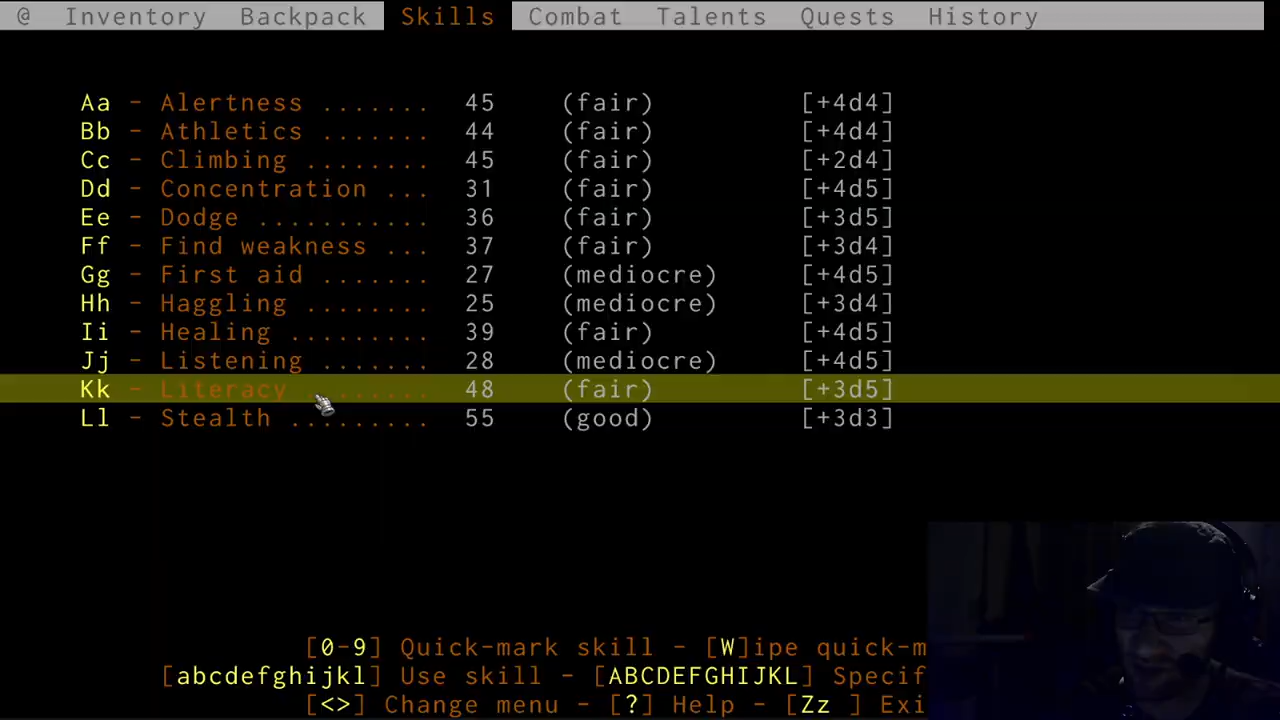 @ Inventory Backpack Skills Combat Talents Quests History
Aa - Alertness ....... 45 (fair) [+4d4]
Bb - Athletics ....... 44 (fair) [+4d4]
Cc - Climbing ........ 45 (fair) [+2d4]
Dd - Concentration ... 31 (fair) [+4d5]
Ee - Dodge ........... 36 (fair) [+3d5]
Ff - Find weakness ... 37 (fair) [+3d4]
Gg - First aid ....... 27 (mediocre) [+4d5]
Hh - Haggling ........ 25 (mediocre) [+3d4]
Ii - Healing ......... 39 (fair) [+4d5]
Jj - Listening ....... 28 (mediocre) [+4d5]
Kk - Literacy ........ 48 (fair) [+3d5]
Ll - Stealth ......... 55 (good) [+3d3]
[0-9] Quick-mark skill - [W]ipe quick-m
[abcdefghijkl] Use skill - [ABCDEFGHIJKL] Specif
[<>] Change menu - [?] Help - [Zz ] Exi